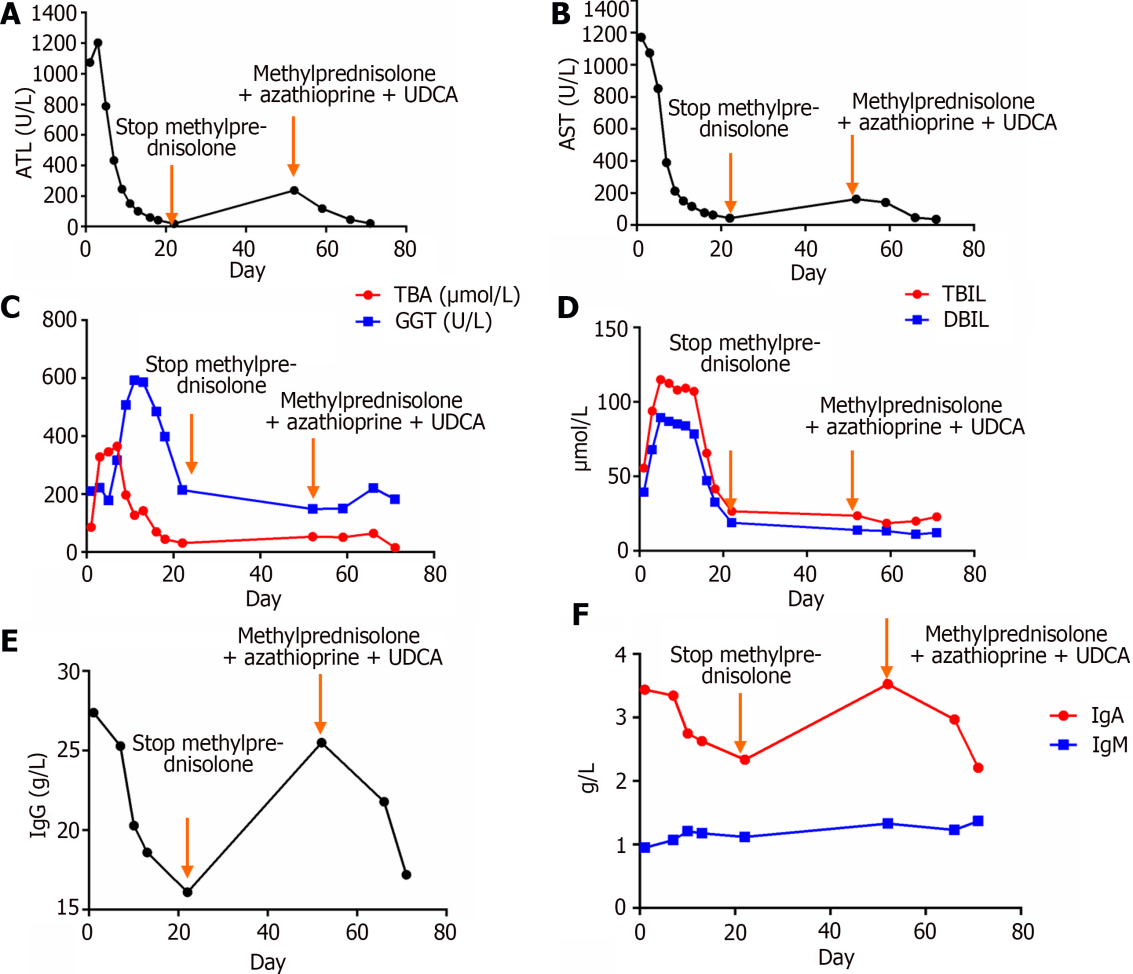 A
ATL (U/L)
1400
1200
1000
800
600
400
200
0
0 20 40 60 80
Day
Stop methylpre-
dnisolone
Methylprednisolone
+ azathioprine + UDCA
B
AST (U/L)
1400
1200
1000
800
600
400
200
0
0 20 40 60 80
Day
Stop methylpre-
dnisolone
Methylprednisolone
+ azathioprine + UDCA
C
TBA (µmol/L)
GGT (U/L)
800
600
400
200
0
0 20 40 60 80
Day
Stop methylpre-
dnisolone
Methylprednisolone
+ azathioprine + UDCA
D
TBIL
DBIL
µmol/L
150
100
50
0
0 20 40 60 80
Day
Stop methylpre-
dnisolone
Methylprednisolone
+ azathioprine + UDCA
E
IgG (g/L)
30
25
20
15
0 20 40 60 80
Day
Stop methylpre-
dnisolone
Methylprednisolone
+ azathioprine + UDCA
F
g/L
4
3
2
1
0
0 20 40 60 80
Day
Stop methylpre-
dnisolone
Methylprednisolone
+ azathioprine + UDCA
IgA
IgM